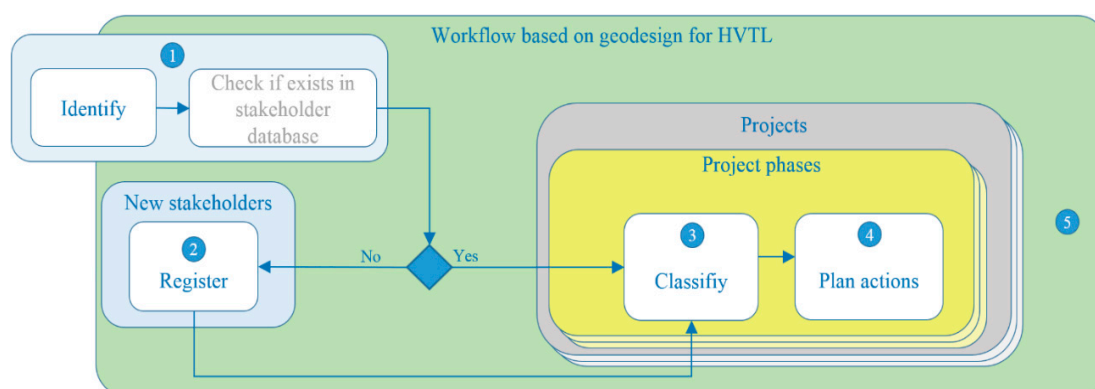 Workflow based on geodesign for HVTL
1
Identify
Check if exists in
stakeholder
database
Projects
Project phases
New stakeholders
2
Register
No
Yes
3
Classifiy
4
Plan actions
5